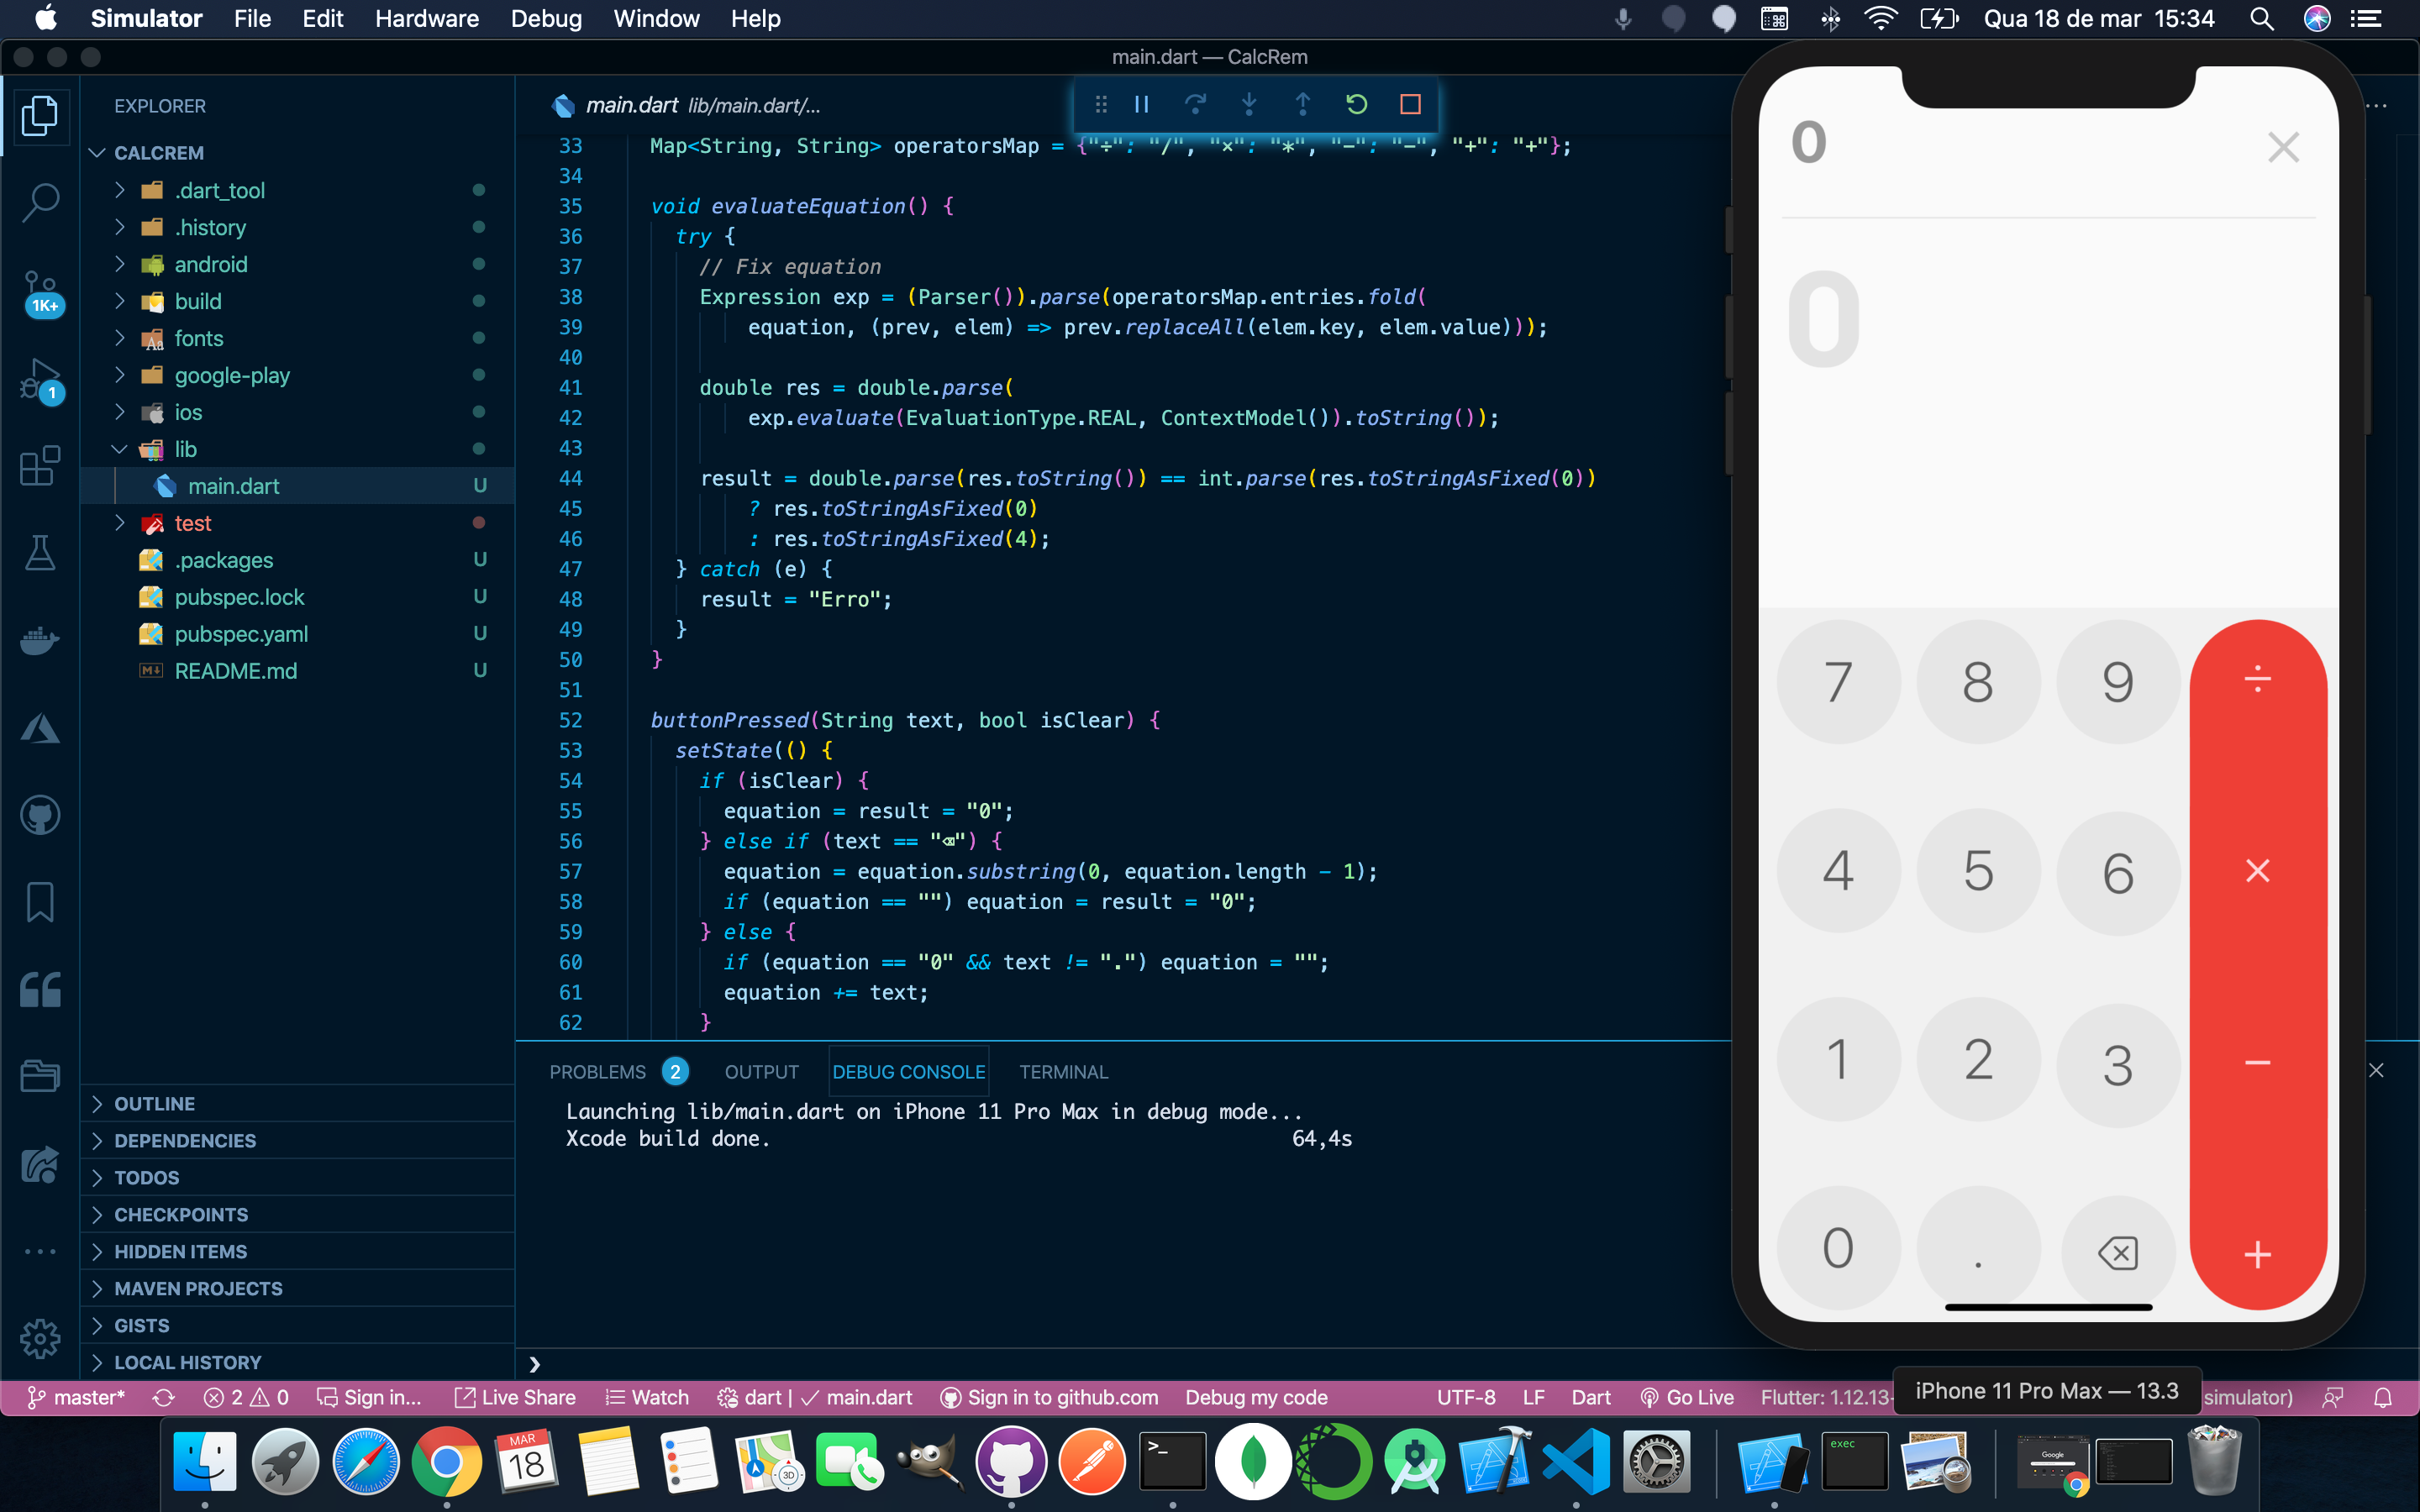 Simulator File Edit Hardware Debug Window Help
Qua 18 de mar 15:34
main.dart — CalcRem
EXPLORER
CALCREM
.dart_tool
.history
android
build
fonts
google-play
ios
lib
main.dart U
test
.packages U
pubspec.lock U
pubspec.yaml U
README.md U
OUTLINE
DEPENDENCIES
TODOS
CHECKPOINTS
HIDDEN ITEMS
MAVEN PROJECTS
GISTS
LOCAL HISTORY
1K+
1
main.dart lib/main.dart/...
33 Map<String, String> operatorsMap = {"÷": "/", "×": "*", "−": "-", "+": "+"};
34
35 void evaluateEquation() {
36 try {
37 // Fix equation
38 Expression exp = (Parser()).parse(operatorsMap.entries.fold(
39 equation, (prev, elem) => prev.replaceAll(elem.key, elem.value)));
40
41 double res = double.parse(
42 exp.evaluate(EvaluationType.REAL, ContextModel()).toString());
43
44 result = double.parse(res.toString()) == int.parse(res.toStringAsFixed(0))
45 ? res.toStringAsFixed(0)
46 : res.toStringAsFixed(4);
47 } catch (e) {
48 result = "Erro";
49 }
50 }
51
52 buttonPressed(String text, bool isClear) {
53 setState(() {
54 if (isClear) {
55 equation = result = "0";
56 } else if (text == "⌫") {
57 equation = equation.substring(0, equation.length - 1);
58 if (equation == "") equation = result = "0";
59 } else {
60 if (equation == "0" && text != ".") equation = "";
61 equation += text;
62 }
PROBLEMS 2 OUTPUT DEBUG CONSOLE TERMINAL
Launching lib/main.dart on iPhone 11 Pro Max in debug mode...
Xcode build done. 64,4s
0
0
7 8 9 ÷
4 5 6 ×
1 2 3 −
0 . +
iPhone 11 Pro Max — 13.3
master* 2 0 Sign in... Live Share Watch dart | main.dart Sign in to github.com Debug my code UTF-8 LF Dart Go Live Flutter: 1.12.13 simulator)
MAR
18
3D
>_
exec
Google